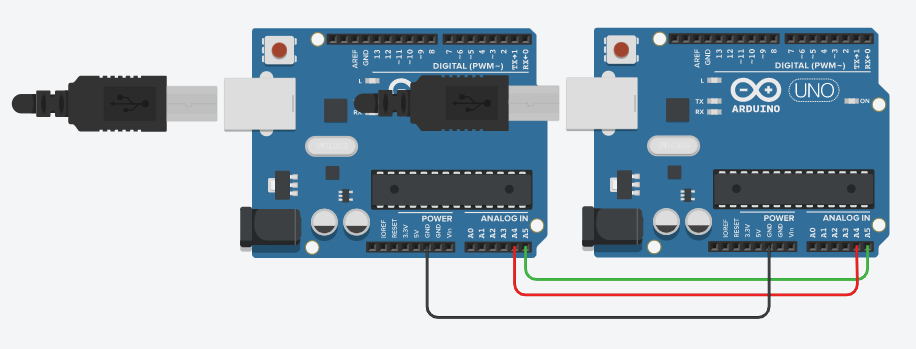 AREF
GND
13
12
~11
~10
~9
8
7
~6
~5
4
~3
2
TX→1
RX←0
DIGITAL (PWM~)
L
RX
IOREF
RESET
3.3V
5V
GND
GND
Vin
POWER
ANALOG IN
A0
A1
A2
A3
A4
A5
AREF
GND
13
12
~11
~10
~9
8
7
~6
~5
4
~3
2
TX→1
RX←0
DIGITAL (PWM~)
L
TX
RX
ARDUINO
UNO
ON
IOREF
RESET
3.3V
5V
GND
GND
Vin
POWER
ANALOG IN
A0
A1
A2
A3
A4
A5